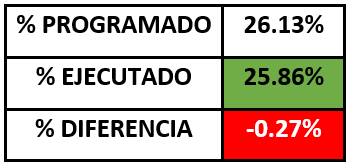 % PROGRAMADO 26.13%
% EJECUTADO 25.86%
% DIFERENCIA -0.27%